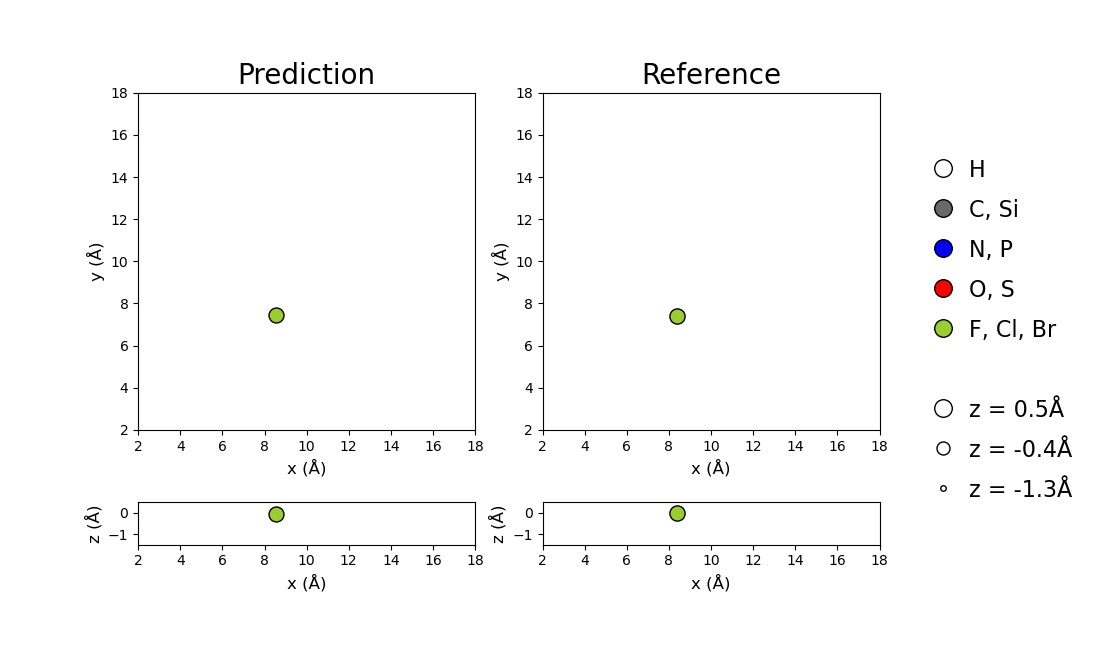 Prediction
18
16
14
12
10
8
6
4
2
y (Å)
2 4 6 8 10 12 14 16 18
x (Å)
0
−1
z (Å)
2 4 6 8 10 12 14 16 18
x (Å)
Reference
18
16
14
12
10
8
6
4
2
y (Å)
2 4 6 8 10 12 14 16 18
x (Å)
0
−1
z (Å)
2 4 6 8 10 12 14 16 18
x (Å)
H
C, Si
N, P
O, S
F, Cl, Br
z = 0.5Å
z = -0.4Å
z = -1.3Å